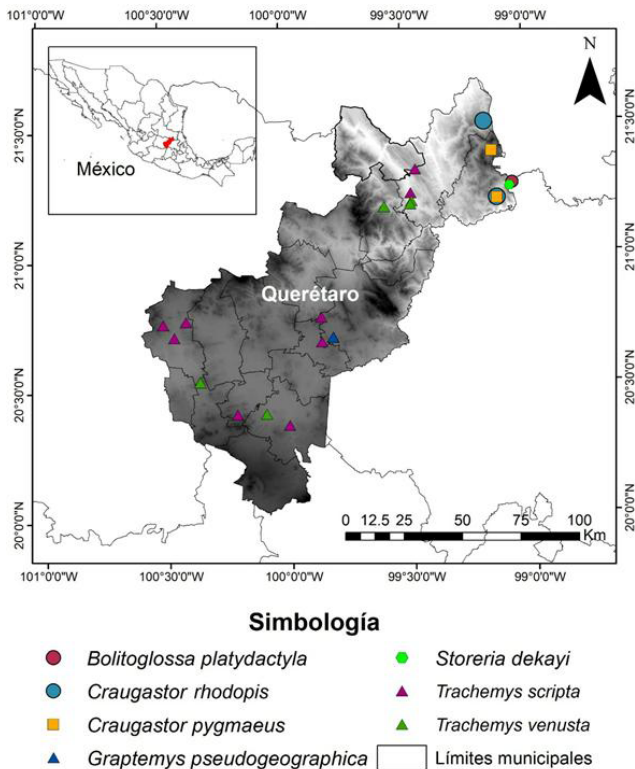 101°0'0"W 100°30'0"W 100°0'0"W 99°30'0"W 99°0'0"W
N
México
21°30'0"N
21°30'0"N
21°0'0"N
21°0'0"N
Querétaro
20°30'0"N
20°30'0"N
20°0'0"N
20°0'0"N
0 12.5 25 50 75 100
Km
101°0'0"W 100°30'0"W 100°0'0"W 99°30'0"W 99°0'0"W
Simbología
Bolitoglossa platydactyla
Craugastor rhodopis
Craugastor pygmaeus
Graptemys pseudogeographica
Storeria dekayi
Trachemys scripta
Trachemys venusta
Límites municipales